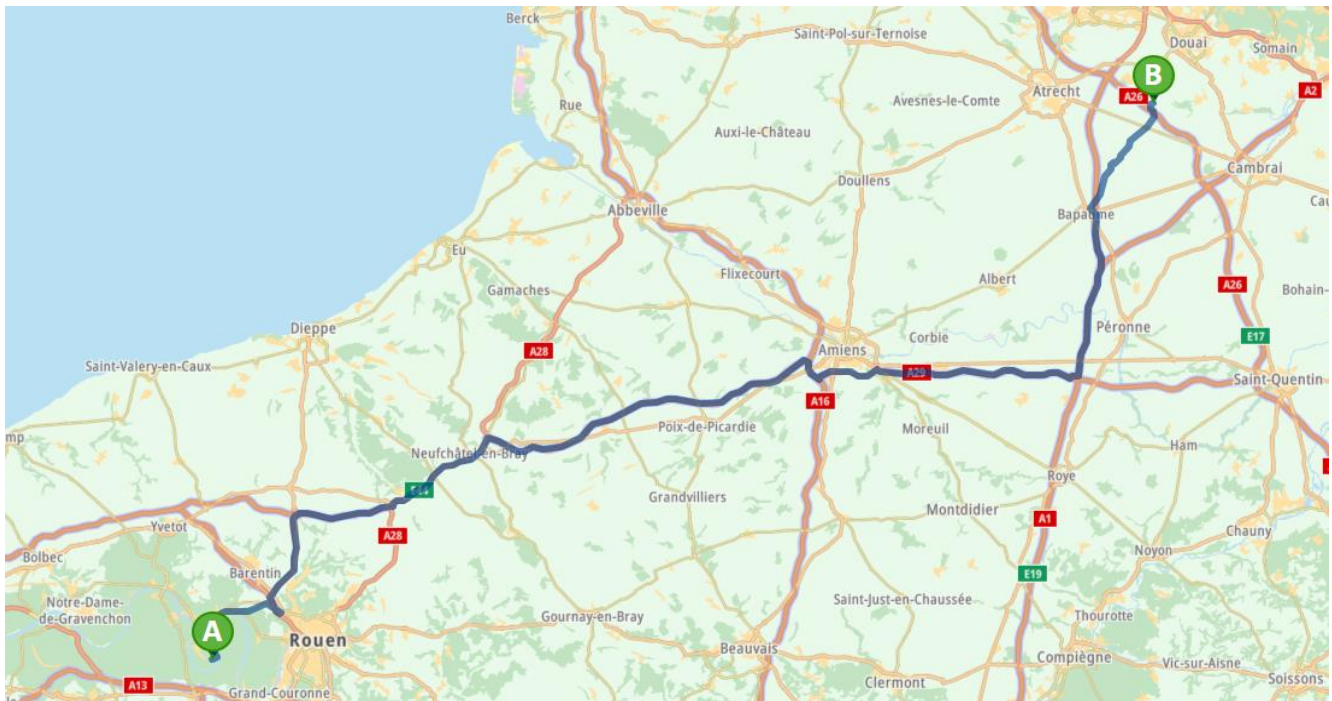 Berck
Saint-Pol-sur-Ternoise
Douai
Somain
B
Rue
Avesnes-le-Comte
Atrecht
A26
A2
Auxi-le-Château
Doullens
Cambrai
Abbeville
Bapaume
Cau
Eu
Flixecourt
Albert
Gamaches
A26
Bohain-
Dieppe
Péronne
Corbie
E17
Amiens
A28
Saint-Valery-en-Caux
A29
Saint-Quentin
A16
mp
Poix-de-Picardie
Moreuil
Neufchâtel-en-Bray
Ham
Roye
Grandvilliers
Montdidier
A1
Yvetot
A28
Chauny
Bolbec
Barentin
Noyon
E19
Notre-Dame-
de-Gravenchon
Saint-Just-en-Chaussée
A
Gournay-en-Bray
Thourotte
Rouen
Beauvais
Compiègne
Vic-sur-Aisne
A13
Grand-Couronne
Clermont
Soissons